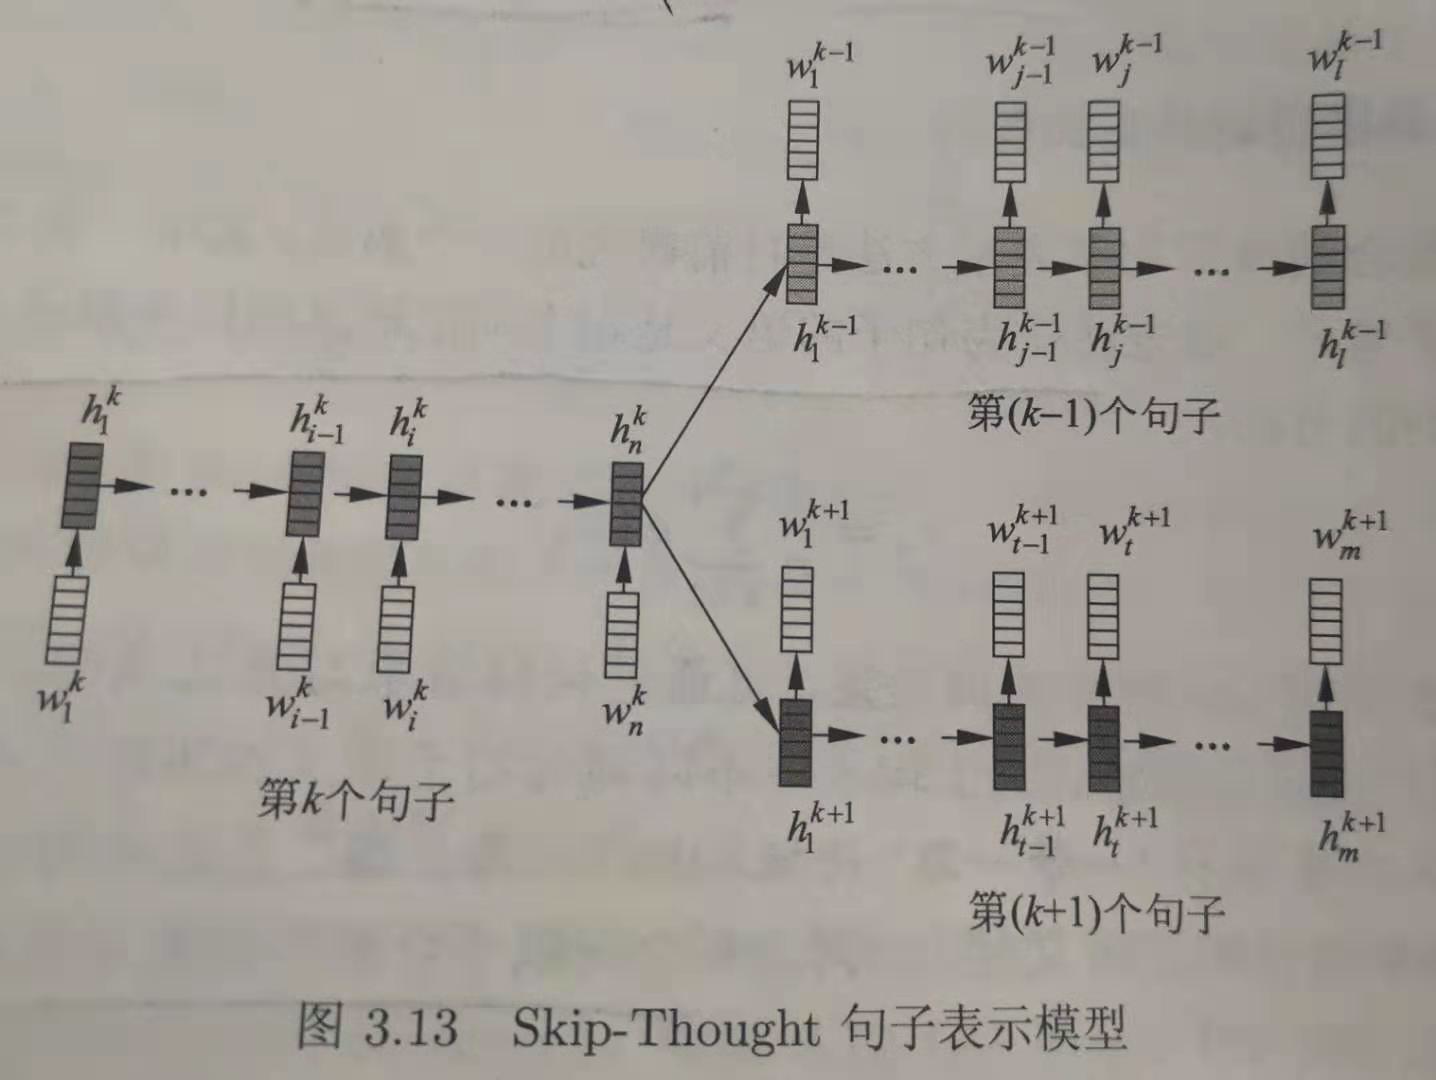 w_1^{k-1} w_{j-1}^{k-1} w_j^{k-1} w_l^{k-1}
... ...
h_1^{k-1} h_{j-1}^{k-1} h_j^{k-1} h_l^{k-1}
第(k-1)个句子
h_1^k h_{i-1}^k h_i^k h_n^k
... ...
w_1^k w_{i-1}^k w_i^k w_n^k
第k个句子
w_1^{k+1} w_{t-1}^{k+1} w_t^{k+1} w_m^{k+1}
... ...
h_1^{k+1} h_{t-1}^{k+1} h_t^{k+1} h_m^{k+1}
第(k+1)个句子
图 3.13 Skip-Thought 句子表示模型